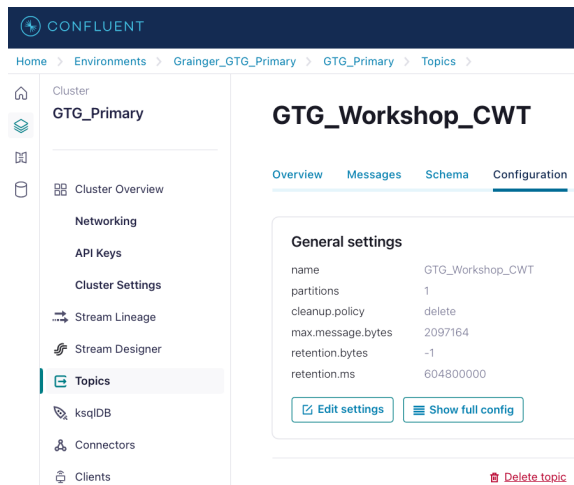 CONFLUENT
Home > Environments > Grainger_GTG_Primary > GTG_Primary > Topics >
Cluster
GTG_Primary
Cluster Overview
Networking
API Keys
Cluster Settings
Stream Lineage
Stream Designer
Topics
ksqlDB
Connectors
Clients
GTG_Workshop_CWT
Overview Messages Schema Configuration
General settings
name GTG_Workshop_CWT
partitions 1
cleanup.policy delete
max.message.bytes 2097164
retention.bytes -1
retention.ms 604800000
Edit settings Show full config
Delete topic